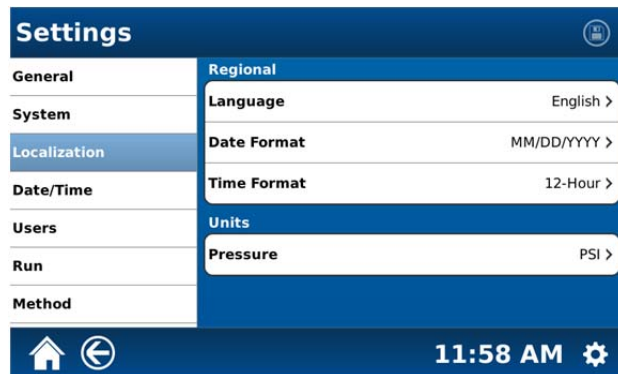 Settings
General
System
Localization
Date/Time
Users
Run
Method
Regional
Language English >
Date Format MM/DD/YYYY >
Time Format 12-Hour >
Units
Pressure PSI >
11:58 AM